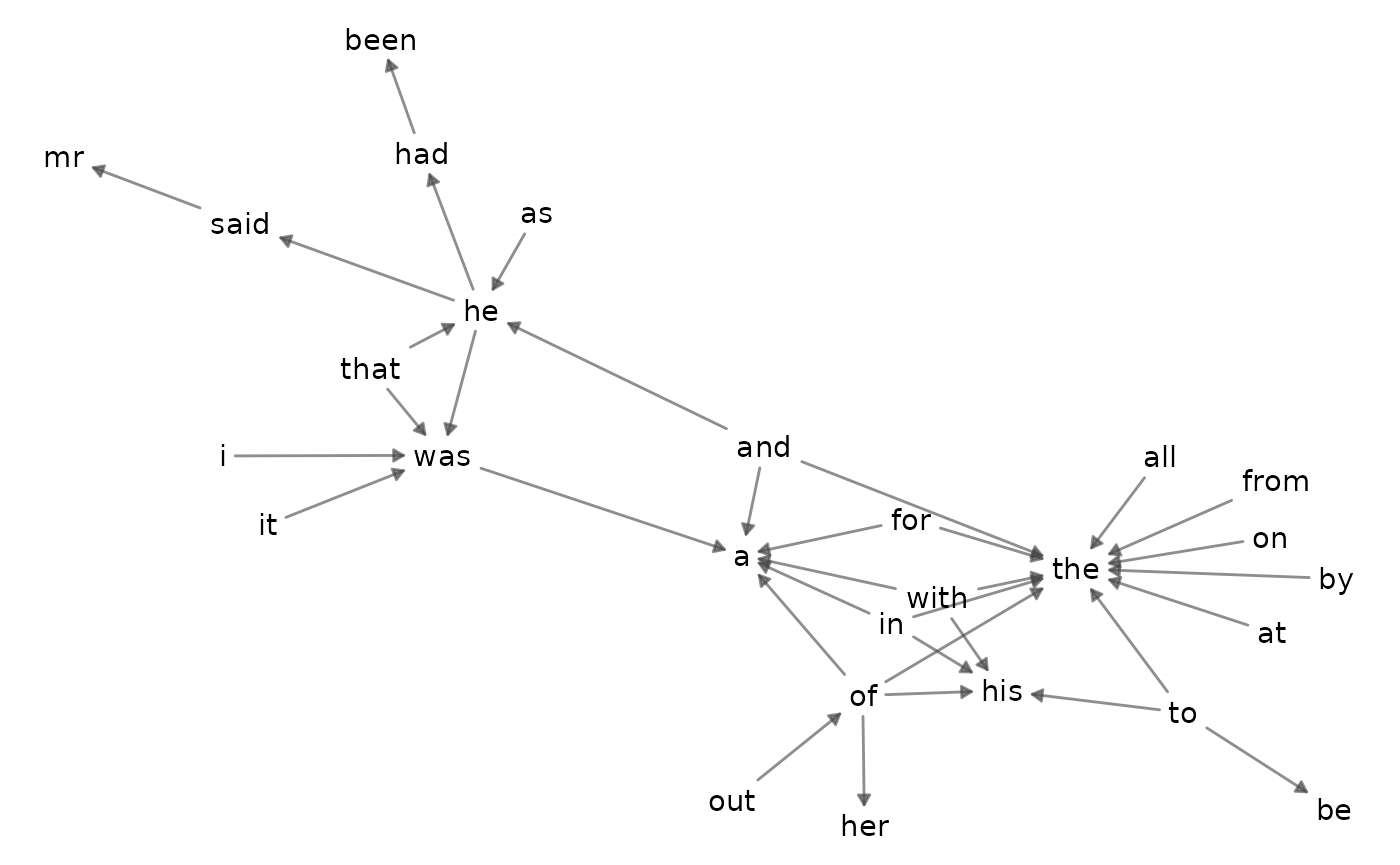 been
mr
had
said
as
he
that
i
was
and
all
from
it
for
on
a
the
by
with
in
at
of
his
to
out
her
be